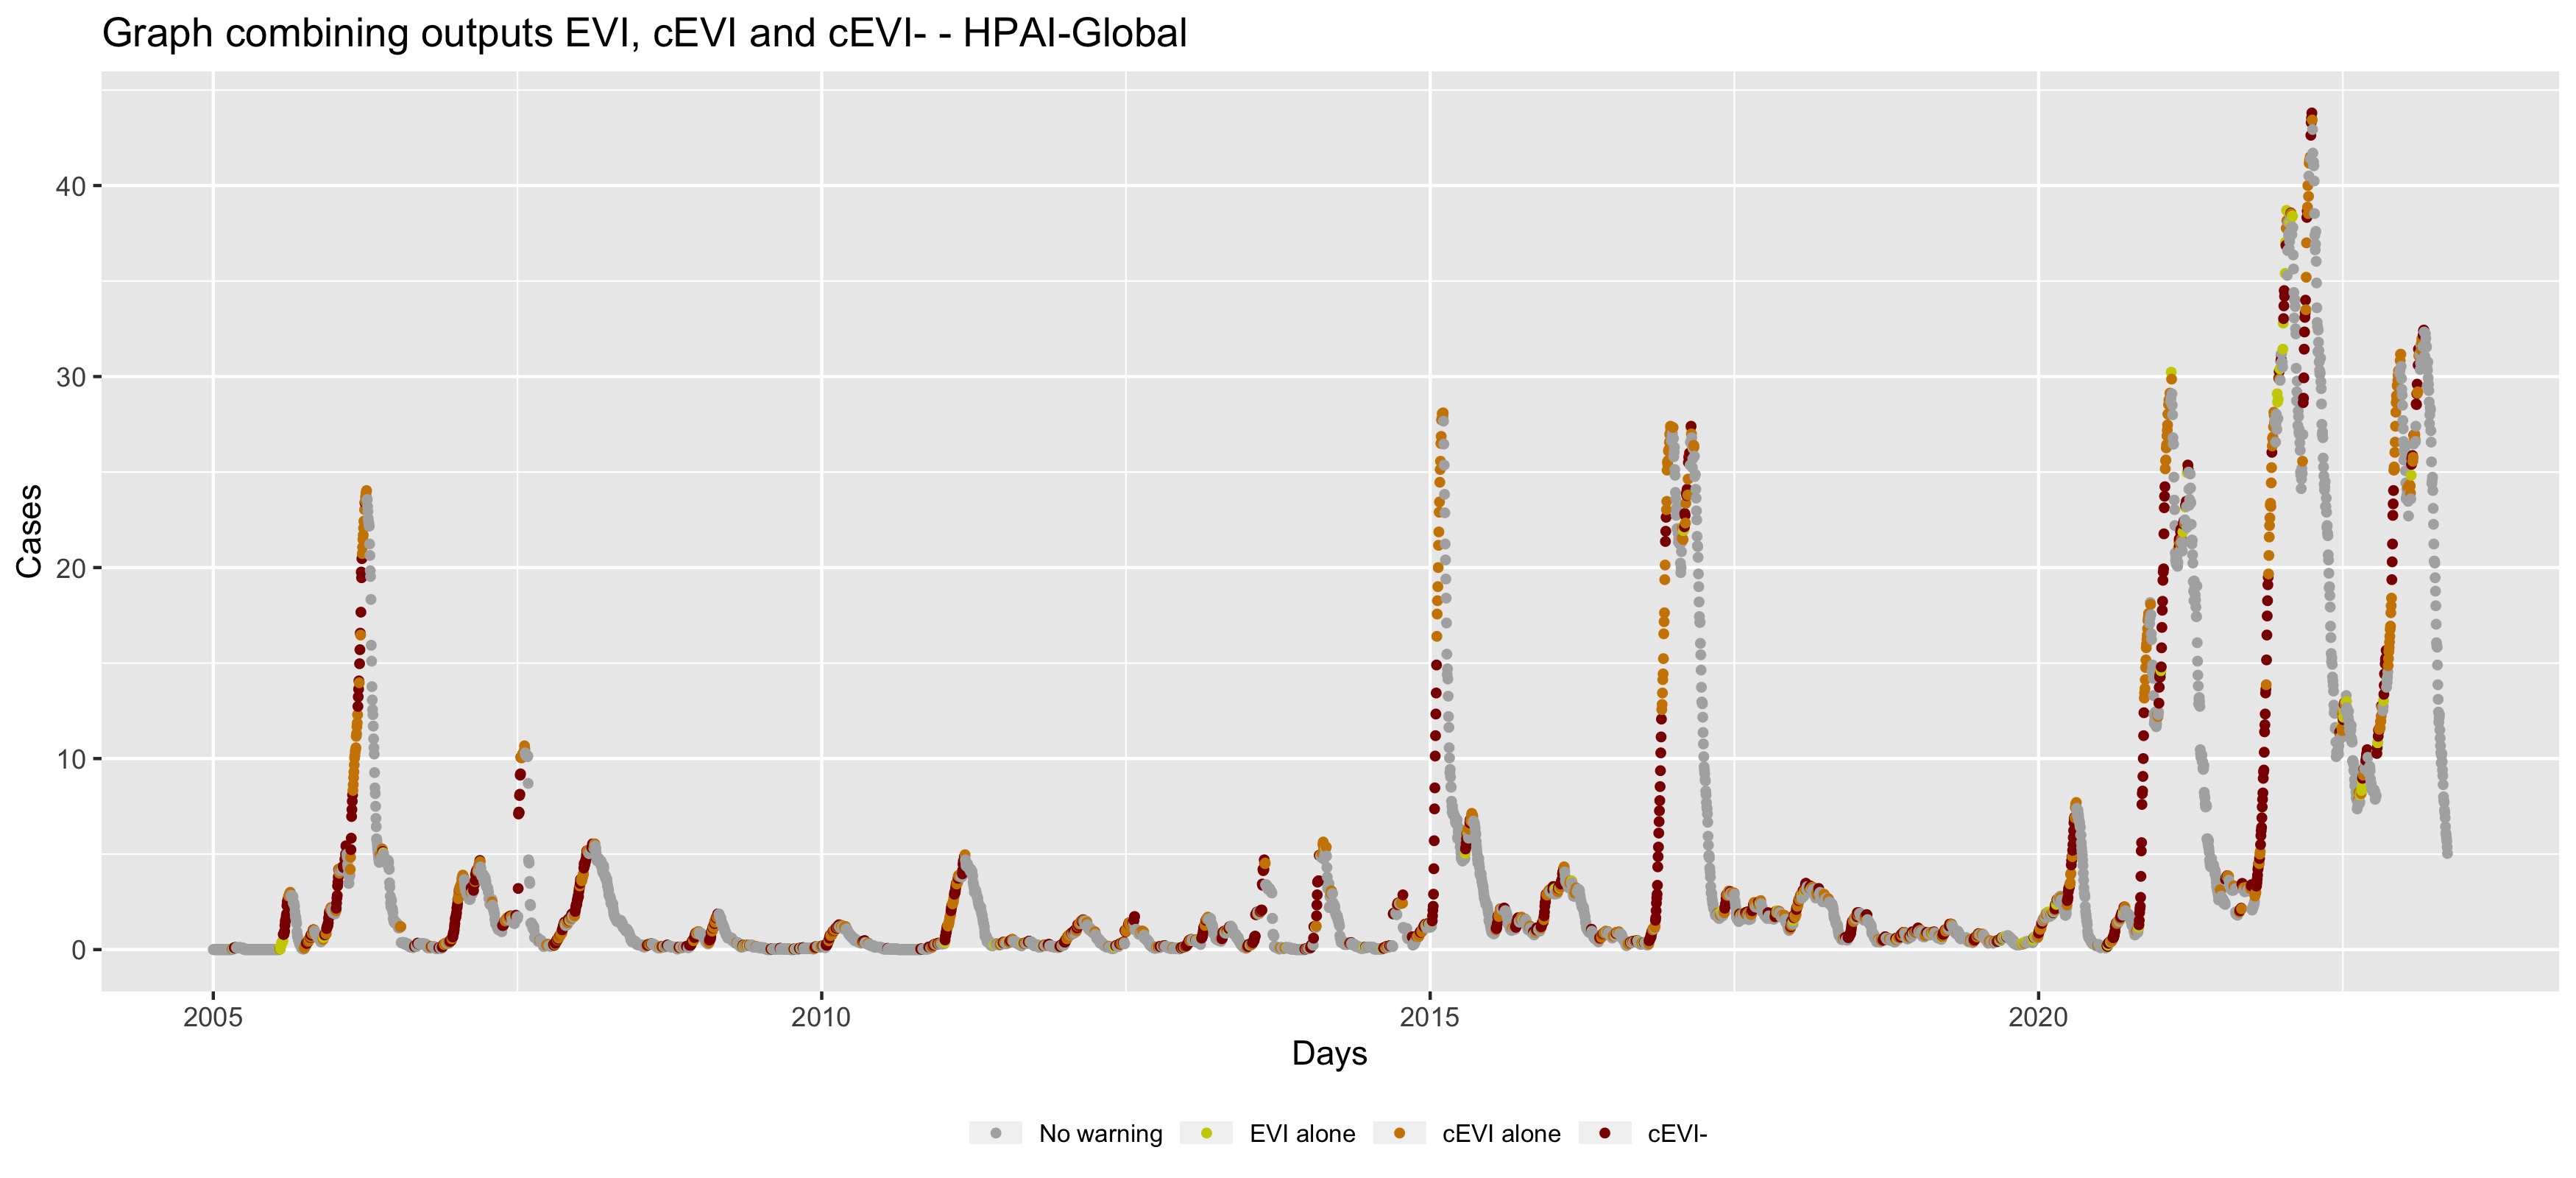 Graph combining outputs EVI, cEVI and cEVI- - HPAI-Global
Cases
40
30
20
10
0
2005 2010 2015 2020
Days
No warning EVI alone cEVI alone cEVI-